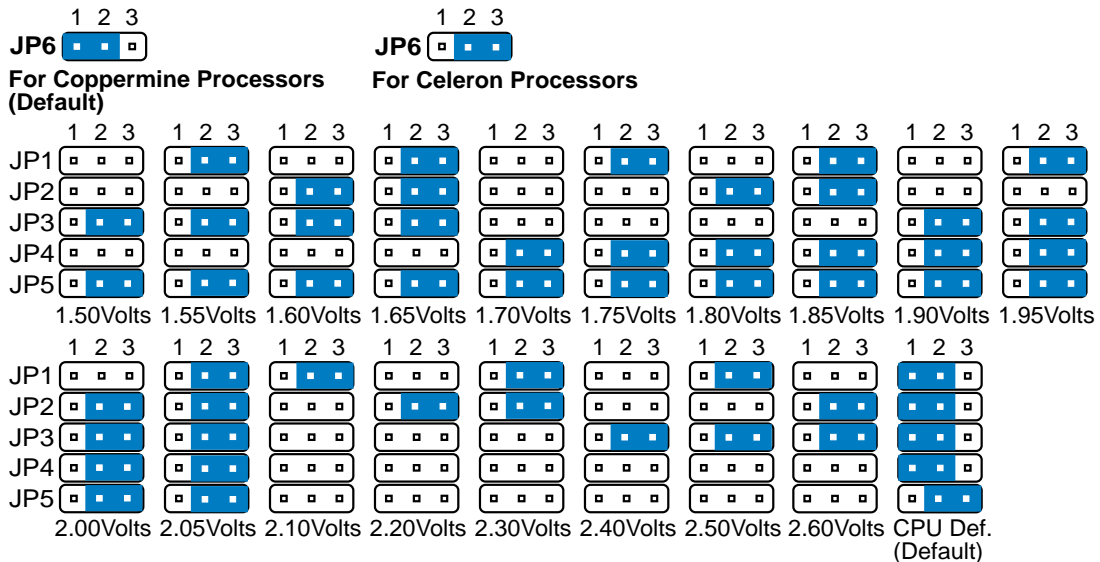 1 2 3 1 2 3
JP6 JP6
For Coppermine Processors For Celeron Processors
(Default)
1 2 3 1 2 3 1 2 3 1 2 3 1 2 3 1 2 3 1 2 3 1 2 3 1 2 3 1 2 3
JP1
JP2
JP3
JP4
JP5
1.50Volts 1.55Volts 1.60Volts 1.65Volts 1.70Volts 1.75Volts 1.80Volts 1.85Volts 1.90Volts 1.95Volts
1 2 3 1 2 3 1 2 3 1 2 3 1 2 3 1 2 3 1 2 3 1 2 3 1 2 3
JP1
JP2
JP3
JP4
JP5
2.00Volts 2.05Volts 2.10Volts 2.20Volts 2.30Volts 2.40Volts 2.50Volts 2.60Volts CPU Def.
(Default)